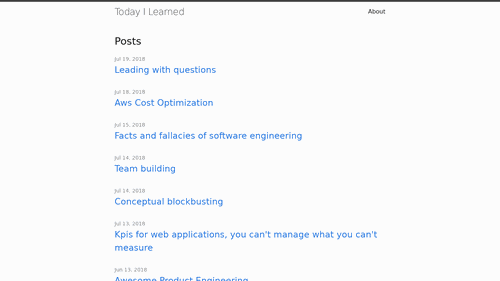 Today I Learned
About
Posts
Jul 19, 2018
Leading with questions
Jul 18, 2018
Aws Cost Optimization
Jul 15, 2018
Facts and fallacies of software engineering
Jul 14, 2018
Team building
Jul 14, 2018
Conceptual blockbusting
Jul 13, 2018
Kpis for web applications, you can't manage what you can't
measure
Jun 13, 2018
Awesome Product Engineering